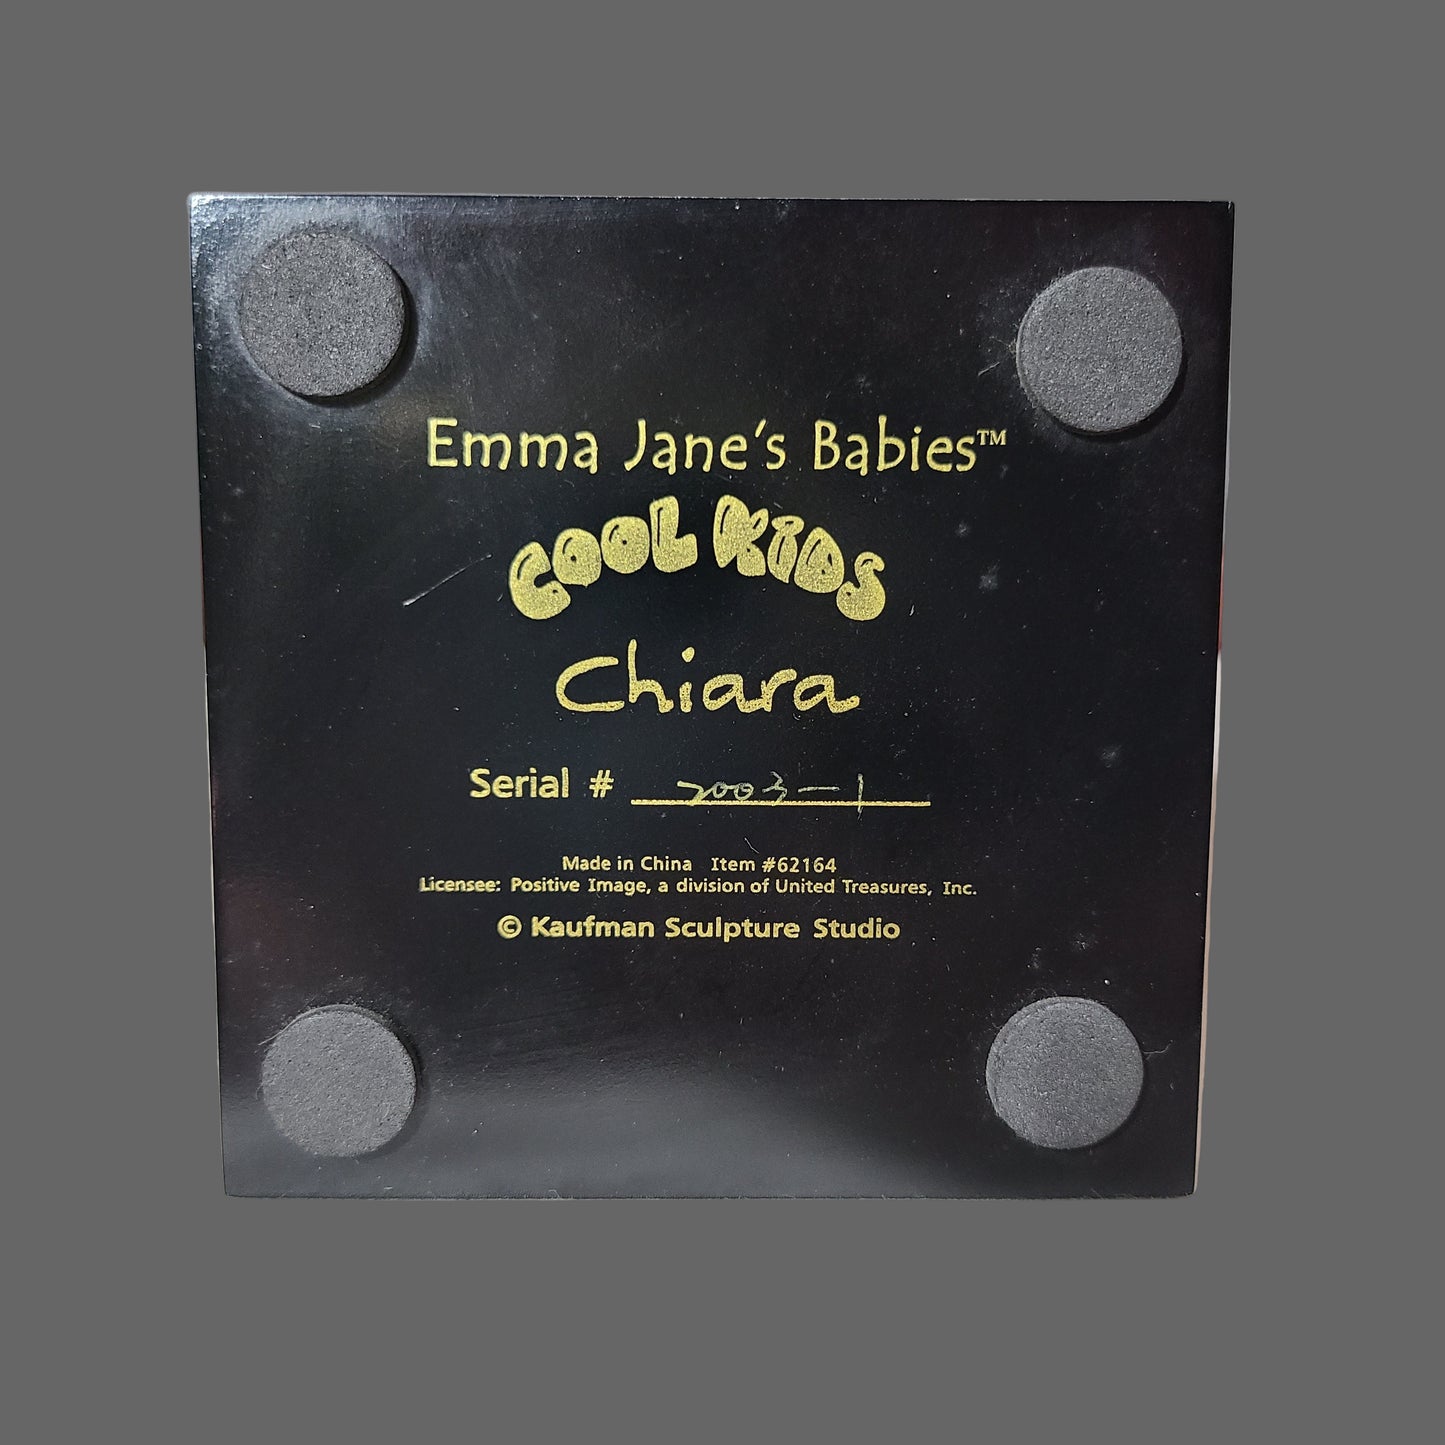 Emma Jane's Babies™
COOL KIDS
Chiara
Serial # 2003-1
Made in China Item #62164
Licensee: Positive Image, a division of United Treasures, Inc.
© Kaufman Sculpture Studio